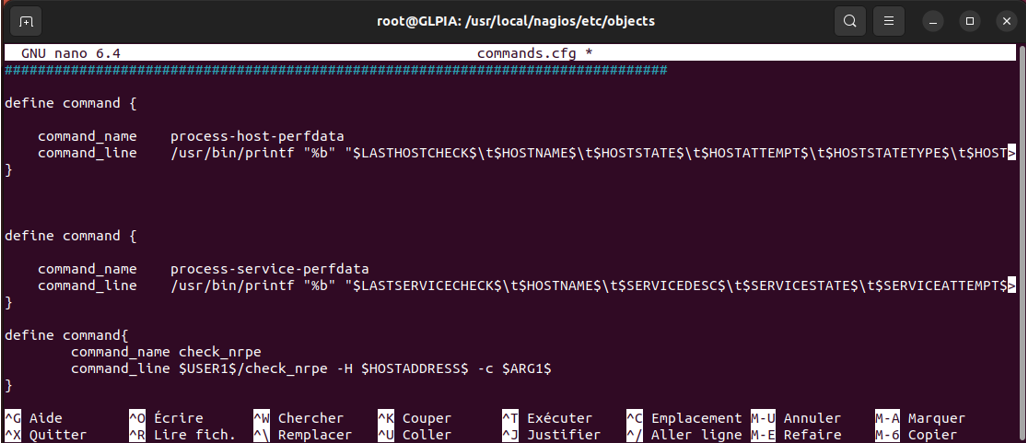 root@GLPIA: /usr/local/nagios/etc/objects
GNU nano 6.4 commands.cfg *
################################################################################
define command {
command_name process-host-perfdata
command_line /usr/bin/printf "%b" "$LASTHOSTCHECK$\t$HOSTNAME$\t$HOSTSTATE$\t$HOSTATTEMPT$\t$HOSTSTATETYPE$\t$HOST>
}
define command {
command_name process-service-perfdata
command_line /usr/bin/printf "%b" "$LASTSERVICECHECK$\t$HOSTNAME$\t$SERVICEDESC$\t$SERVICESTATE$\t$SERVICEATTEMPT$>
}
define command{
command_name check_nrpe
command_line $USER1$/check_nrpe -H $HOSTADDRESS$ -c $ARG1$
}
^G Aide ^O Écrire ^W Chercher ^K Couper ^T Exécuter ^C Emplacement M-U Annuler M-A Marquer
^X Quitter ^R Lire fich. ^\ Remplacer ^U Coller ^J Justifier ^/ Aller ligne M-E Refaire M-6 Copier